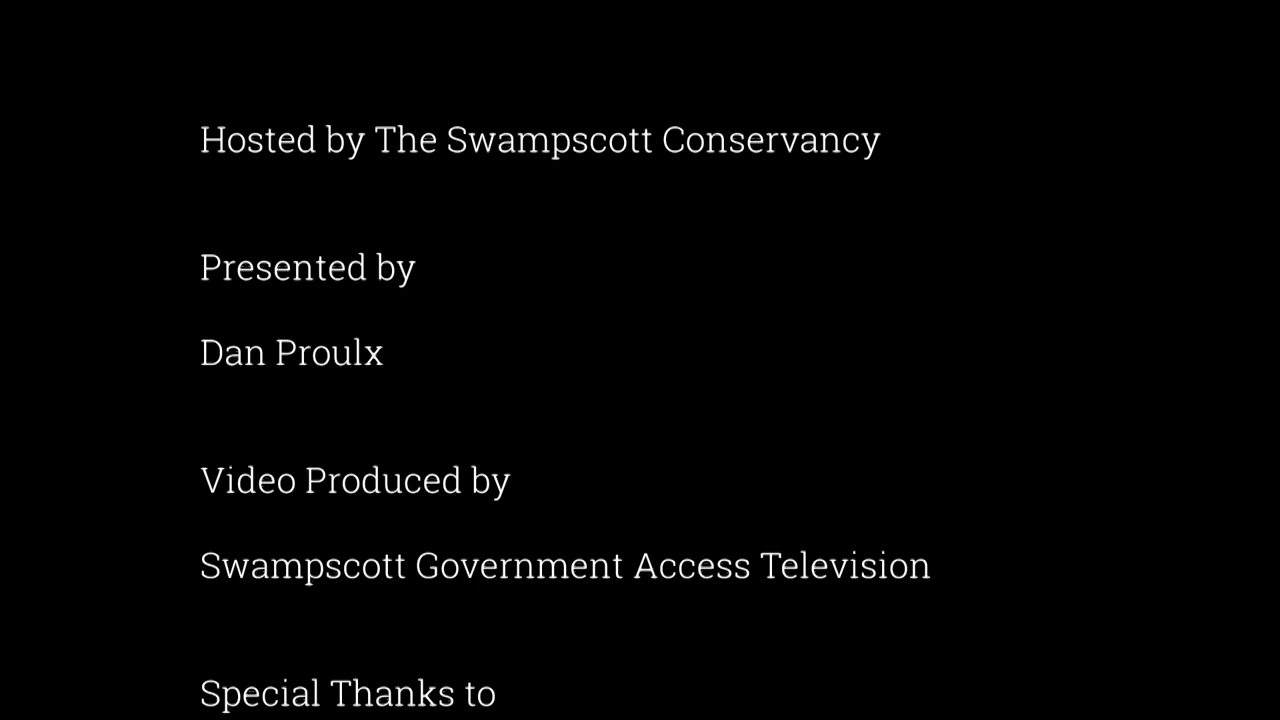 Hosted by The Swampscott Conservancy
Presented by
Dan Proulx
Video Produced by
Swampscott Government Access Television
Special Thanks to